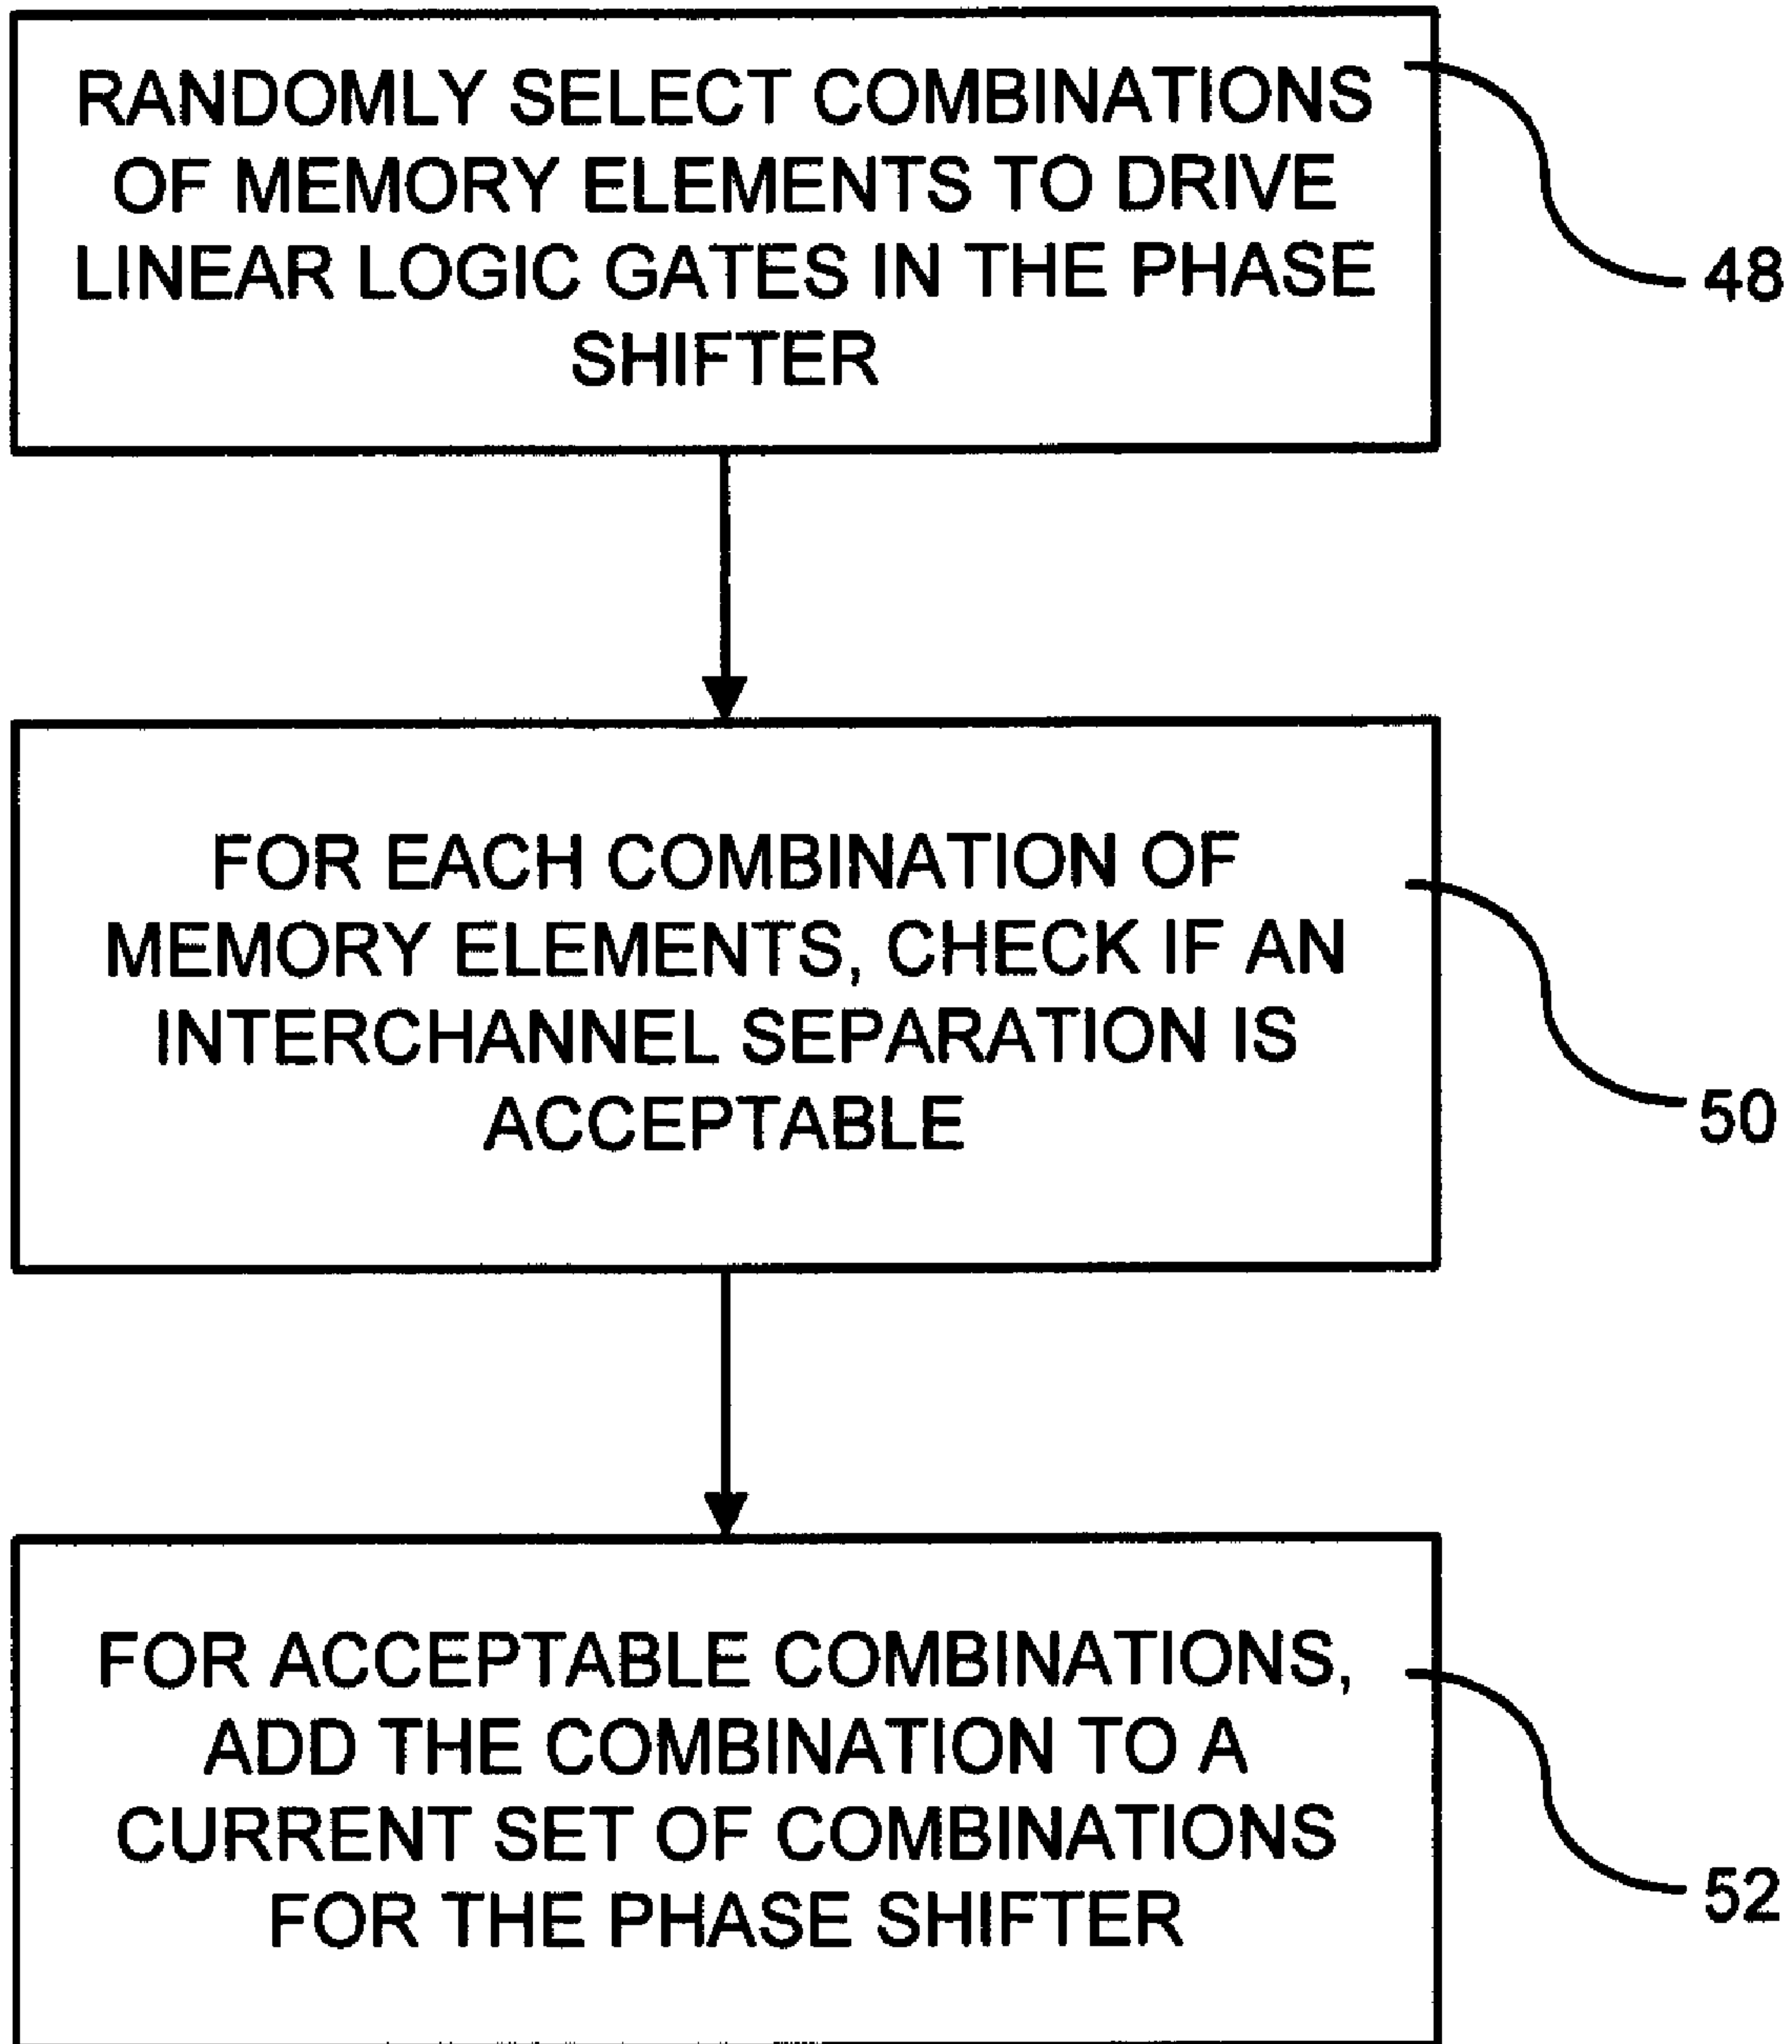 RANDOMLY SELECT COMBINATIONS
OF MEMORY ELEMENTS TO DRIVE
LINEAR LOGIC GATES IN THE PHASE
SHIFTER
48
FOR EACH COMBINATION OF
MEMORY ELEMENTS, CHECK IF AN
INTERCHANNEL SEPARATION IS
ACCEPTABLE
50
FOR ACCEPTABLE COMBINATIONS,
ADD THE COMBINATION TO A
CURRENT SET OF COMBINATIONS
FOR THE PHASE SHIFTER
52